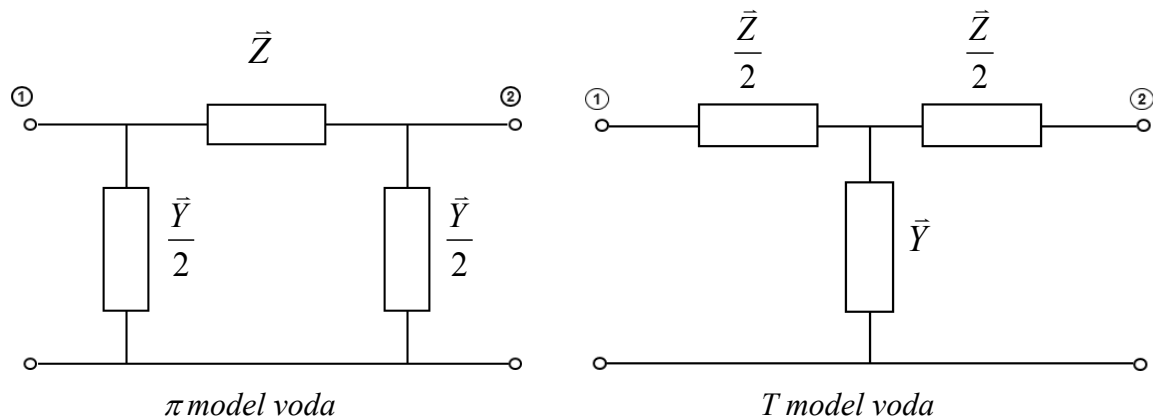 Z⃗
① ②
Y⃗/2 Y⃗/2
π model voda
Z⃗/2 Z⃗/2
① ②
Y⃗
T model voda